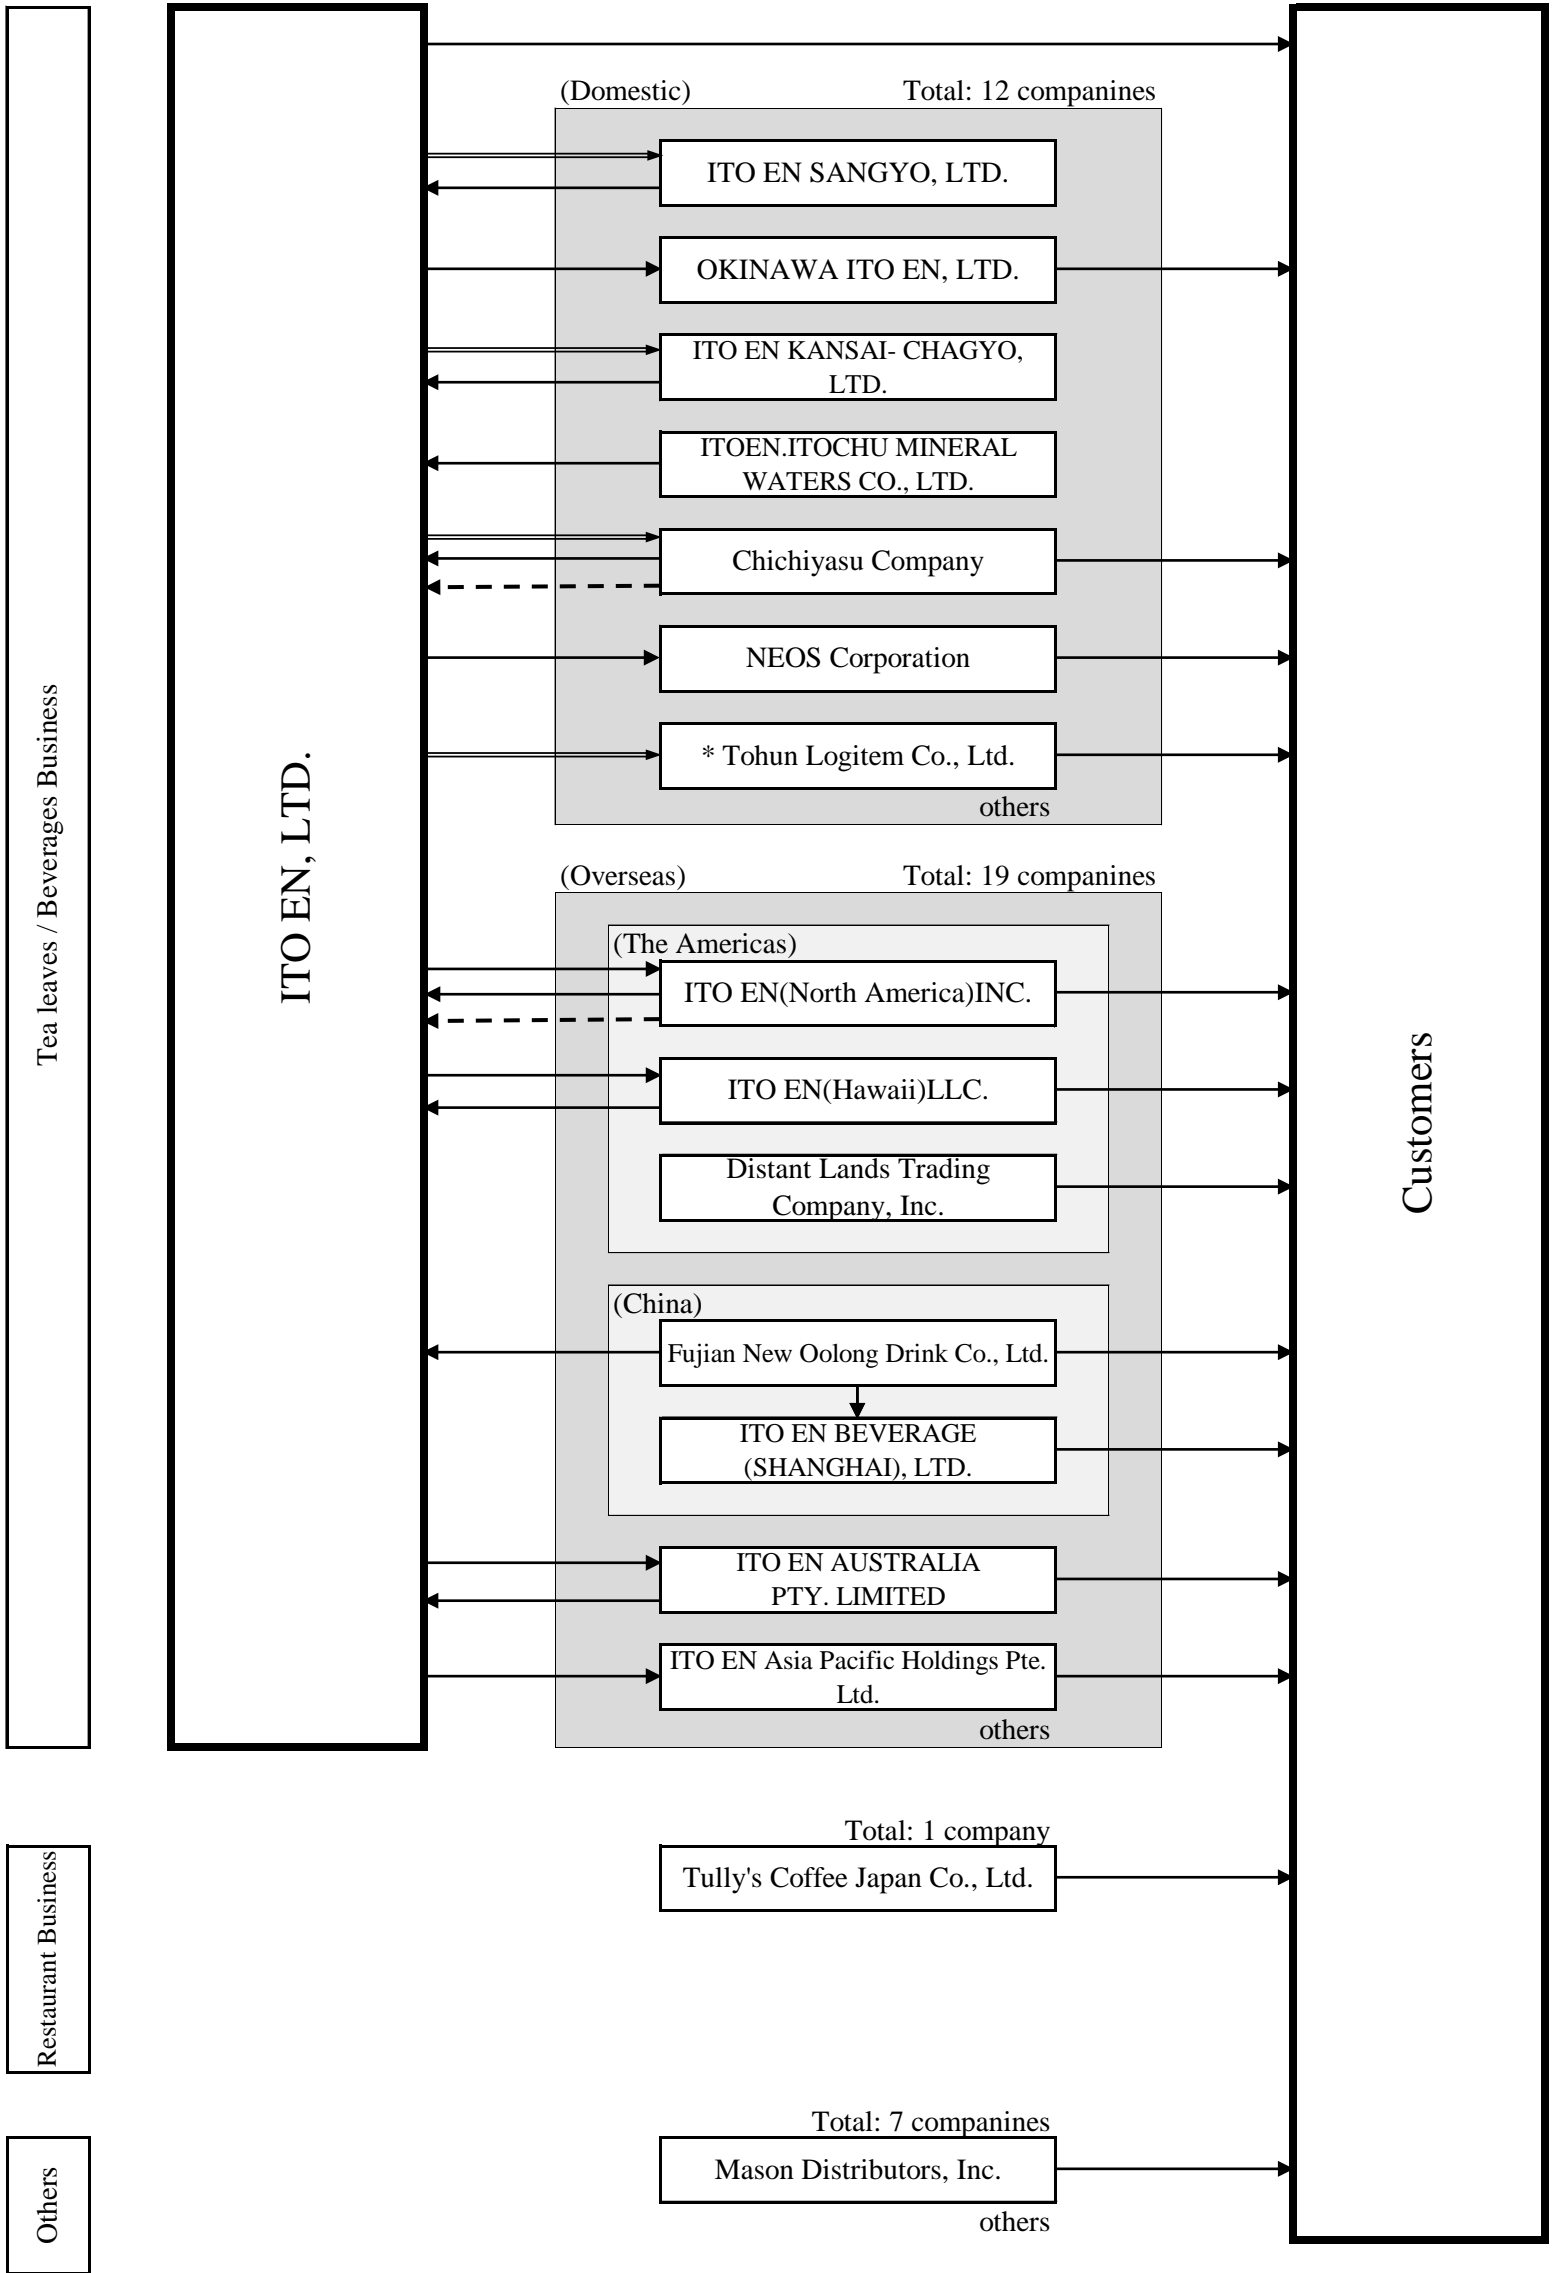 (Domestic)
Total: 12 companines
ITO EN SANGYO, LTD.
OKINAWA ITO EN, LTD.
ITO EN KANSAI- CHAGYO,
LTD.
ITOEN.ITOCHU MINERAL
WATERS CO., LTD.
Chichiyasu Company
NEOS Corporation
* Tohun Logitem Co., Ltd.
others
Tea leaves / Beverages Business
ITO EN, LTD.
(Overseas)
Total: 19 companines
(The Americas)
ITO EN(North America)INC.
ITO EN(Hawaii)LLC.
Distant Lands Trading
Company, Inc.
Customers
(China)
Fujian New Oolong Drink Co., Ltd.
ITO EN BEVERAGE
(SHANGHAI), LTD.
ITO EN AUSTRALIA
PTY. LIMITED
ITO EN Asia Pacific Holdings Pte.
Ltd.
others
Restaurant Business
Total: 1 company
Tully's Coffee Japan Co., Ltd.
Others
Total: 7 companines
Mason Distributors, Inc.
others